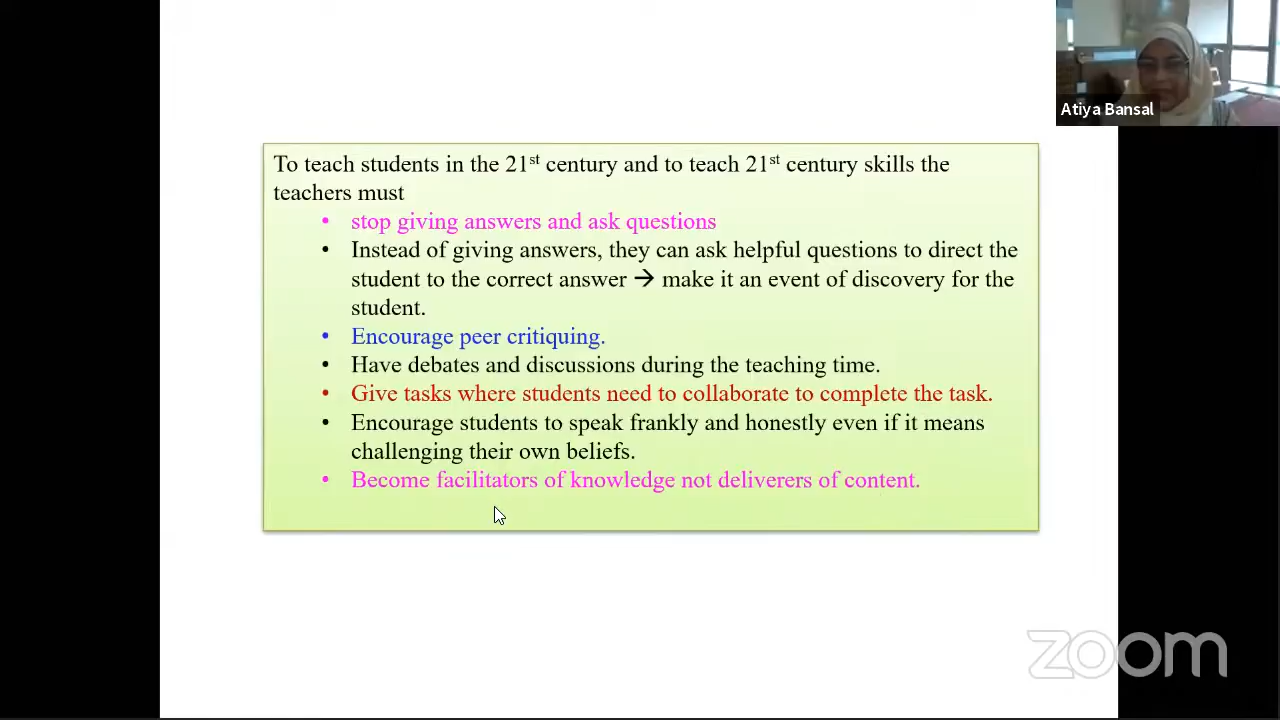 Atiya Bansal
To teach students in the 21st century and to teach 21st century skills the
teachers must
• stop giving answers and ask questions
• Instead of giving answers, they can ask helpful questions to direct the
student to the correct answer → make it an event of discovery for the
student.
• Encourage peer critiquing.
• Have debates and discussions during the teaching time.
• Give tasks where students need to collaborate to complete the task.
• Encourage students to speak frankly and honestly even if it means
challenging their own beliefs.
• Become facilitators of knowledge not deliverers of content.
zoom